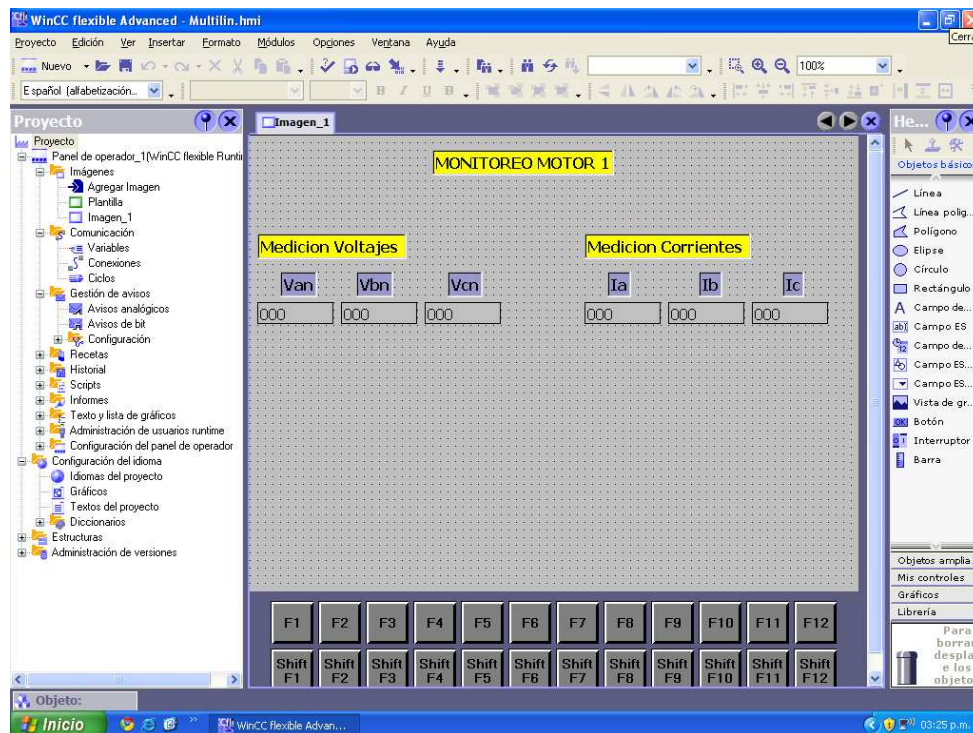 WinCC flexible Advanced - Multilin.hmi
Cerra
Proyecto Edición Ver Insertar Formato Módulos Opciones Ventana Ayuda
Nuevo 100%
Español (alfabetización...
B I U
Proyecto
Proyecto
Panel de operador_1(WinCC flexible Runti
Imágenes
Agregar Imagen
Plantilla
Imagen_1
Comunicación
Variables
Conexiones
Ciclos
Gestión de avisos
Avisos analógicos
Avisos de bit
Configuración
Recetas
Historial
Scripts
Informes
Texto y lista de gráficos
Administración de usuarios runtime
Configuración del panel de operador
Configuración del idioma
Idiomas del proyecto
Gráficos
Textos del proyecto
Diccionarios
Estructuras
Administración de versiones
Imagen_1
MONITOREO MOTOR 1
Medicion Voltajes Medicion Corrientes
Van Vbn Vcn Ia Ib Ic
000 000 000 000 000 000
F1 F2 F3 F4 F5 F6 F7 F8 F9 F10 F11 F12
Shift Shift Shift Shift Shift Shift Shift Shift Shift Shift Shift Shift
F1 F2 F3 F4 F5 F6 F7 F8 F9 F10 F11 F12
He...
Objetos básico
Línea
Línea polig...
Polígono
Elipse
Círculo
Rectángulo
A Campo de...
Campo ES
Campo de...
Campo ES...
Campo ES...
Vista de gr...
OK Botón
Interruptor
Barra
Objetos amplia
Mis controles
Gráficos
Librería
Para
borrar
despla
e los
objeto
Objeto:
Inicio
WinCC flexible Advan...
03:25 p.m.